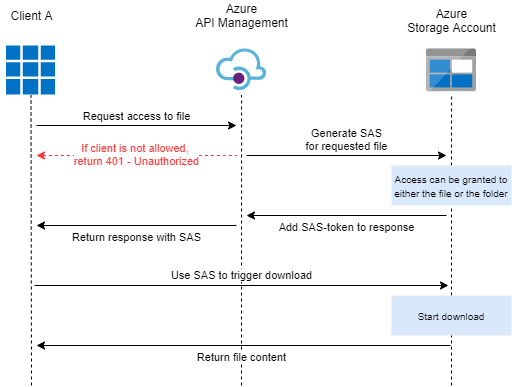 Client A
Azure
API Management
Azure
Storage Account
Request access to file
If client is not allowed,
return 401 - Unauthorized
Generate SAS
for requested file
Access can be granted to
either the file or the folder
Add SAS-token to response
Return response with SAS
Use SAS to trigger download
Start download
Return file content